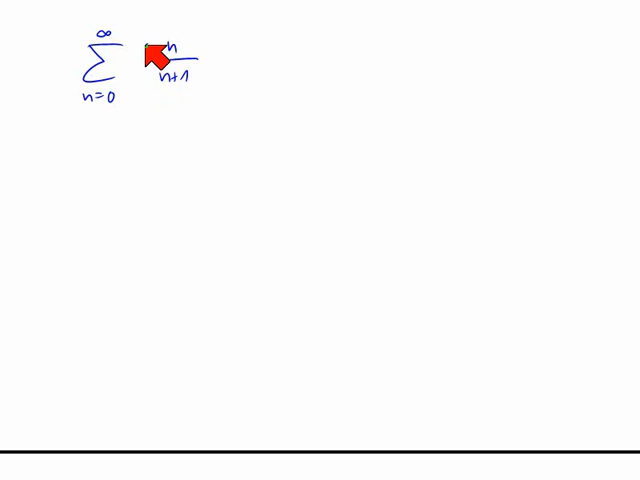 ∞
∑ n/(n+1)
n=0